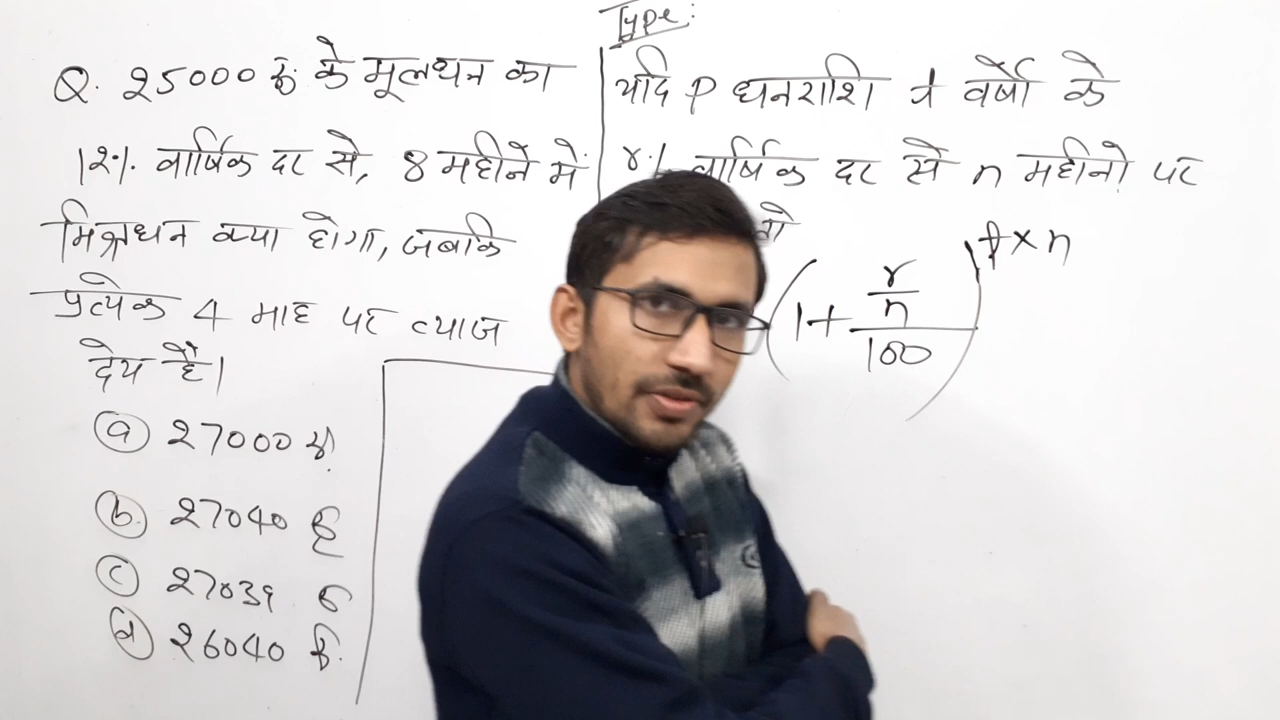 Type:
Q. 25000 रु. के मूलधन का
12%. वार्षिक दर से, 8 महीने में
मिश्रधन क्या होगा, जबकि
प्रत्येक 4 माह पर ब्याज
देय है।
(a) 27000 रु.
(b) 27040 रु
(c) 27039 रु
(d) 26040 रु.
यदि P धनराशि t वर्षो के
r%. वार्षिक दर से n महीनो पर
(1 + r/n / 100)^t×n